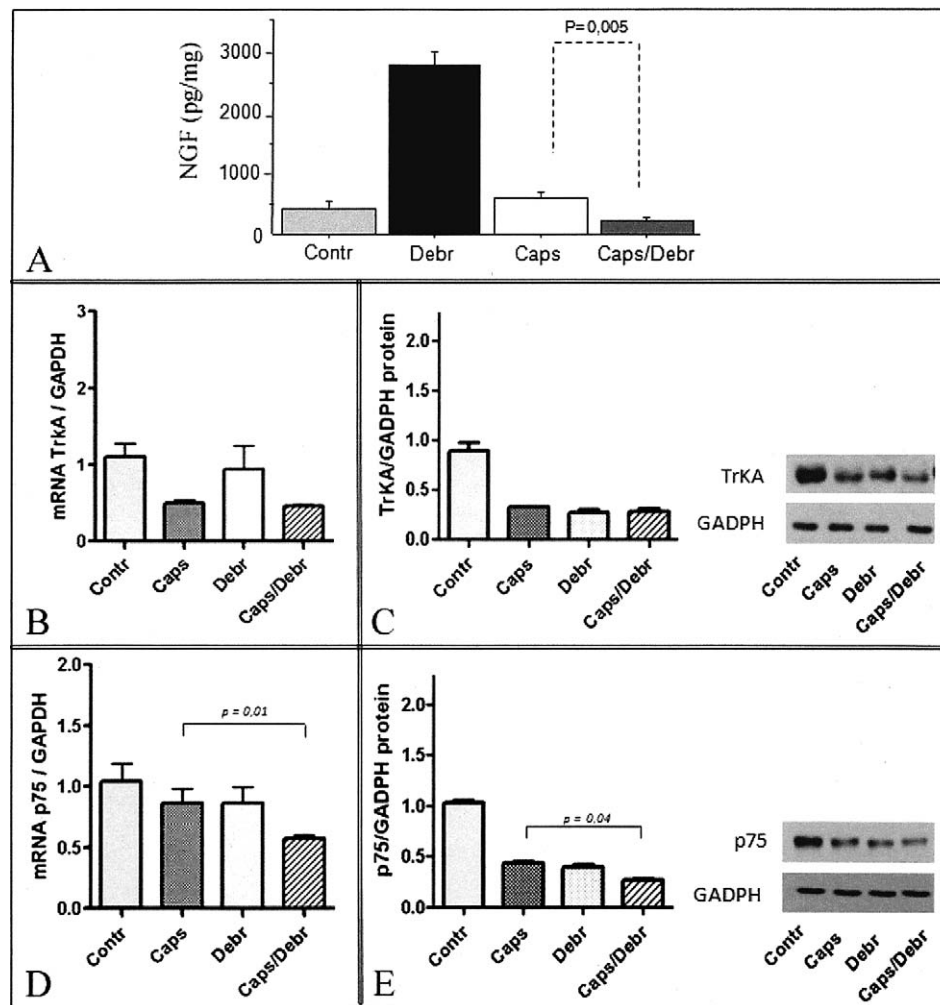 P=0,005
NGF (pg/mg)
3000
2000
1000
0
Contr Debr Caps Caps/Debr
A
mRNA TrkA / GAPDH
3
2
1
0
Contr Caps Debr Caps/Debr
B
TrKA/GADPH protein
2.0
1.5
1.0
0.5
0.0
Contr Caps Debr Caps/Debr
TrKA
GADPH
Contr Caps Debr Caps/Debr
C
mRNA p75 / GAPDH
2.0
1.5
1.0
0.5
0.0
p = 0,01
Contr Caps Debr Caps/Debr
D
p75/GADPH protein
2.0
1.5
1.0
0.5
0.0
p = 0,04
Contr Caps Debr Caps/Debr
p75
GADPH
Contr Caps Debr Caps/Debr
E